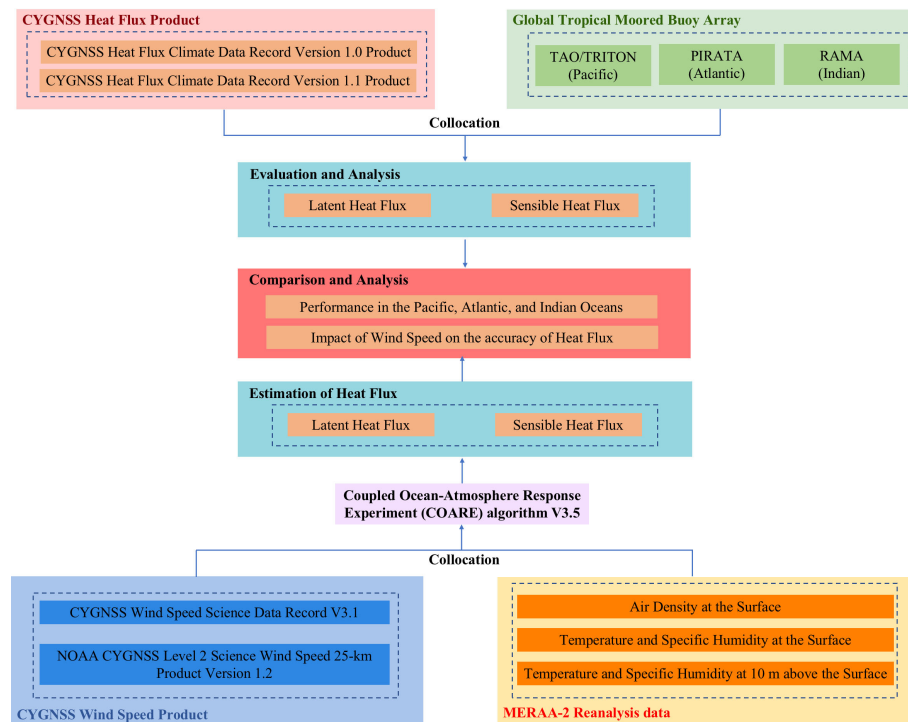 CYGNSS Heat Flux Product
CYGNSS Heat Flux Climate Data Record Version 1.0 Product
CYGNSS Heat Flux Climate Data Record Version 1.1 Product
Global Tropical Moored Buoy Array
TAO/TRITON
(Pacific)
PIRATA
(Atlantic)
RAMA
(Indian)
Collocation
Evaluation and Analysis
Latent Heat Flux
Sensible Heat Flux
Comparison and Analysis
Performance in the Pacific, Atlantic, and Indian Oceans
Impact of Wind Speed on the accuracy of Heat Flux
Estimation of Heat Flux
Latent Heat Flux
Sensible Heat Flux
Coupled Ocean-Atmosphere Response
Experiment (COARE) algorithm V3.5
Collocation
CYGNSS Wind Speed Science Data Record V3.1
NOAA CYGNSS Level 2 Science Wind Speed 25-km
Product Version 1.2
CYGNSS Wind Speed Product
Air Density at the Surface
Temperature and Specific Humidity at the Surface
Temperature and Specific Humidity at 10 m above the Surface
MERAA-2 Reanalysis data